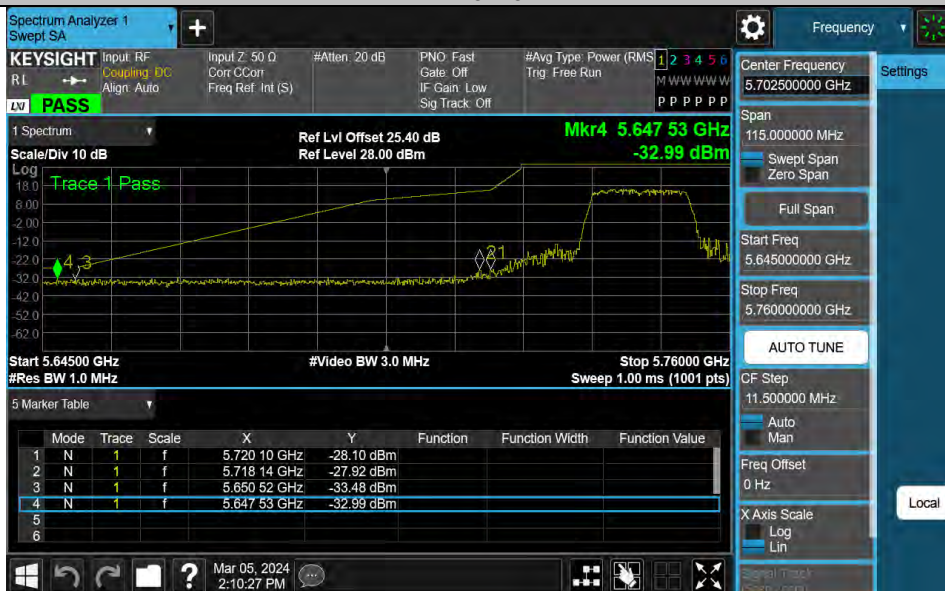 Spectrum Analyzer 1
Swept SA
+
Frequency
KEYSIGHT
RL
LXI
PASS
Input: RF
Coupling: DC
Align: Auto
Input Z: 50 Ω
Corr CCorr
Freq Ref: Int (S)
#Atten: 20 dB
PNO: Fast
Gate: Off
IF Gain: Low
Sig Track: Off
#Avg Type: Power (RMS
Trig: Free Run
1 2 3 4 5 6
M W W W W W
P P P P P P
1 Spectrum
Scale/Div 10 dB
Ref Lvl Offset 25.40 dB
Ref Level 28.00 dBm
Mkr4 5.647 53 GHz
-32.99 dBm
Log
Trace 1 Pass
18.0
8.00
-2.00
-12.0
-22.0
-32.0
-42.0
-52.0
-62.0
4 3
2 1
Start 5.64500 GHz
#Video BW 3.0 MHz
Stop 5.76000 GHz
#Res BW 1.0 MHz
Sweep 1.00 ms (1001 pts)
5 Marker Table
Mode Trace Scale X Y Function Function Width Function Value
1 N 1 f 5.720 10 GHz -28.10 dBm
2 N 1 f 5.718 14 GHz -27.92 dBm
3 N 1 f 5.650 52 GHz -33.48 dBm
4 N 1 f 5.647 53 GHz -32.99 dBm
5
6
?
Mar 05, 2024
2:10:27 PM
Center Frequency
5.702500000 GHz
Settings
Span
115.000000 MHz
Swept Span
Zero Span
Full Span
Start Freq
5.645000000 GHz
Stop Freq
5.760000000 GHz
AUTO TUNE
CF Step
11.500000 MHz
Auto
Man
Freq Offset
0 Hz
Local
X Axis Scale
Log
Lin
Signal Track